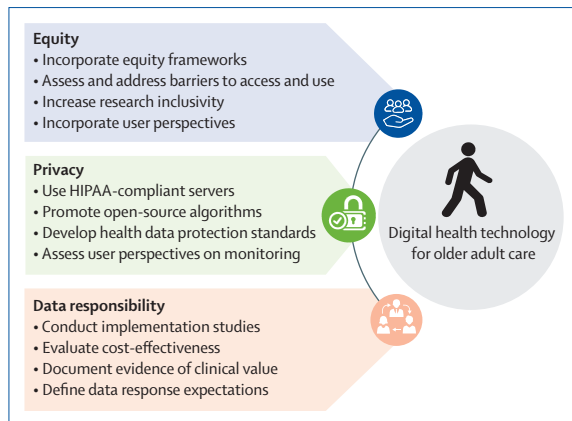 Equity
• Incorporate equity frameworks
• Assess and address barriers to access and use
• Increase research inclusivity
• Incorporate user perspectives
Privacy
• Use HIPAA-compliant servers
• Promote open-source algorithms
• Develop health data protection standards
• Assess user perspectives on monitoring
Data responsibility
• Conduct implementation studies
• Evaluate cost-effectiveness
• Document evidence of clinical value
• Define data response expectations
Digital health technology
for older adult care